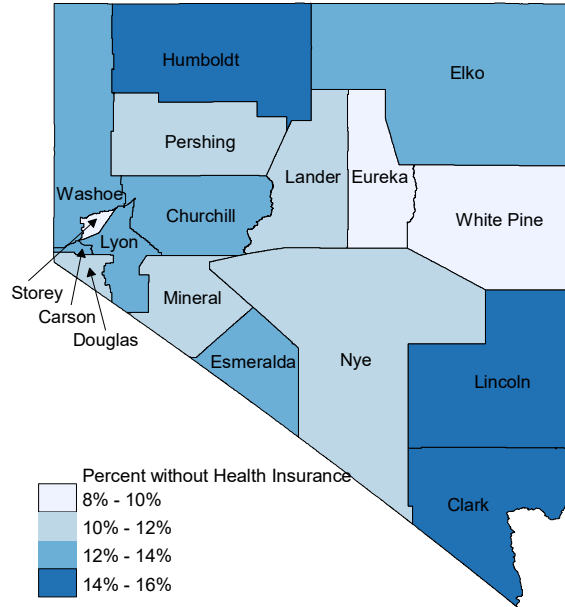 Humboldt
Elko
Pershing
Lander
Eureka
Washoe
Churchill
White Pine
Lyon
Storey
Mineral
Carson
Douglas
Esmeralda
Nye
Lincoln
Percent without Health Insurance
8% - 10%
10% - 12%
Clark
12% - 14%
14% - 16%